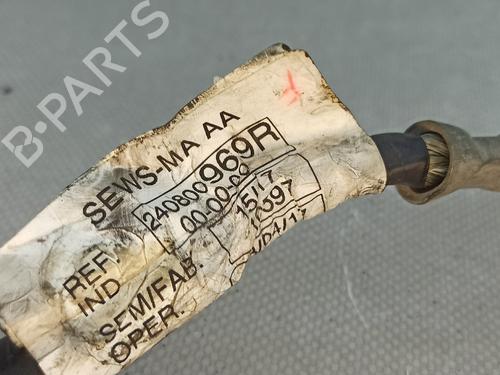 B-PARTS
SEWS-MA AA
REF 240800969R
IND 00-00-00
SEM/FAB. 15/17
OPER.